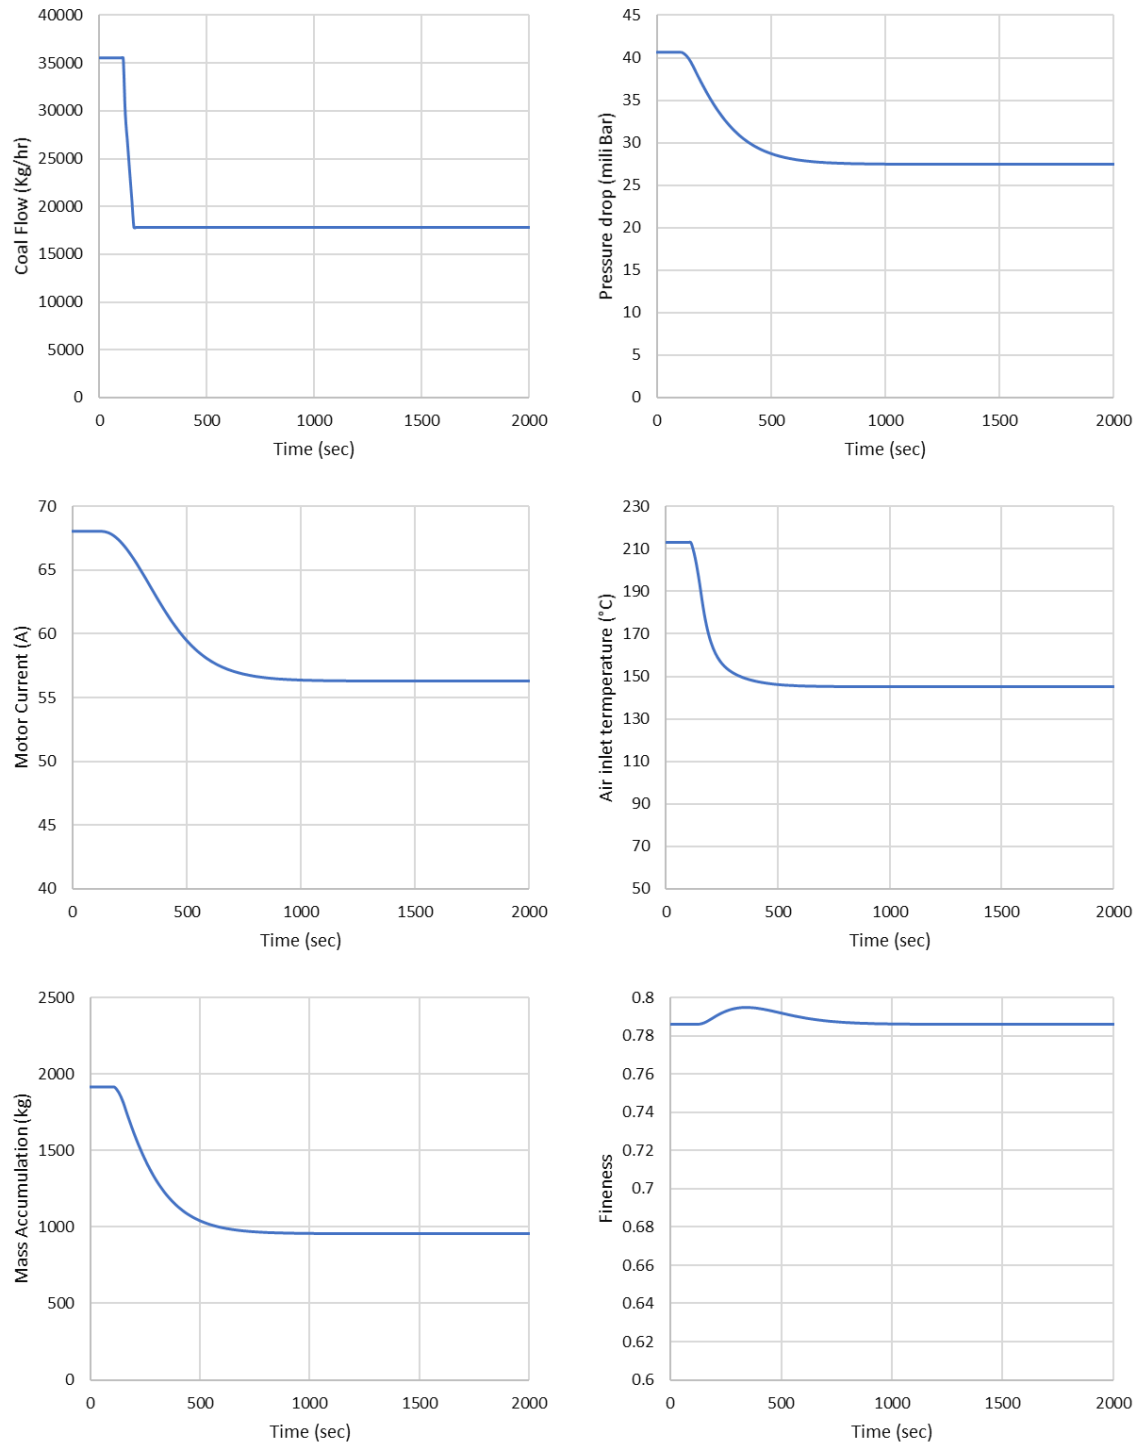 40000
35000
30000
25000
20000
15000
10000
5000
0
Coal Flow (Kg/hr)
0 500 1000 1500 2000
Time (sec)
45
40
35
30
25
20
15
10
5
0
Pressure drop (mili Bar)
0 500 1000 1500 2000
Time (sec)
70
65
60
55
50
45
40
Motor Current (A)
0 500 1000 1500 2000
Time (sec)
230
210
190
170
150
130
110
90
70
50
Air inlet termperature (°C)
0 500 1000 1500 2000
Time (sec)
2500
2000
1500
1000
500
0
Mass Accumulation (kg)
0 500 1000 1500 2000
Time (sec)
0.8
0.78
0.76
0.74
0.72
0.7
0.68
0.66
0.64
0.62
0.6
Fineness
0 500 1000 1500 2000
Time (sec)